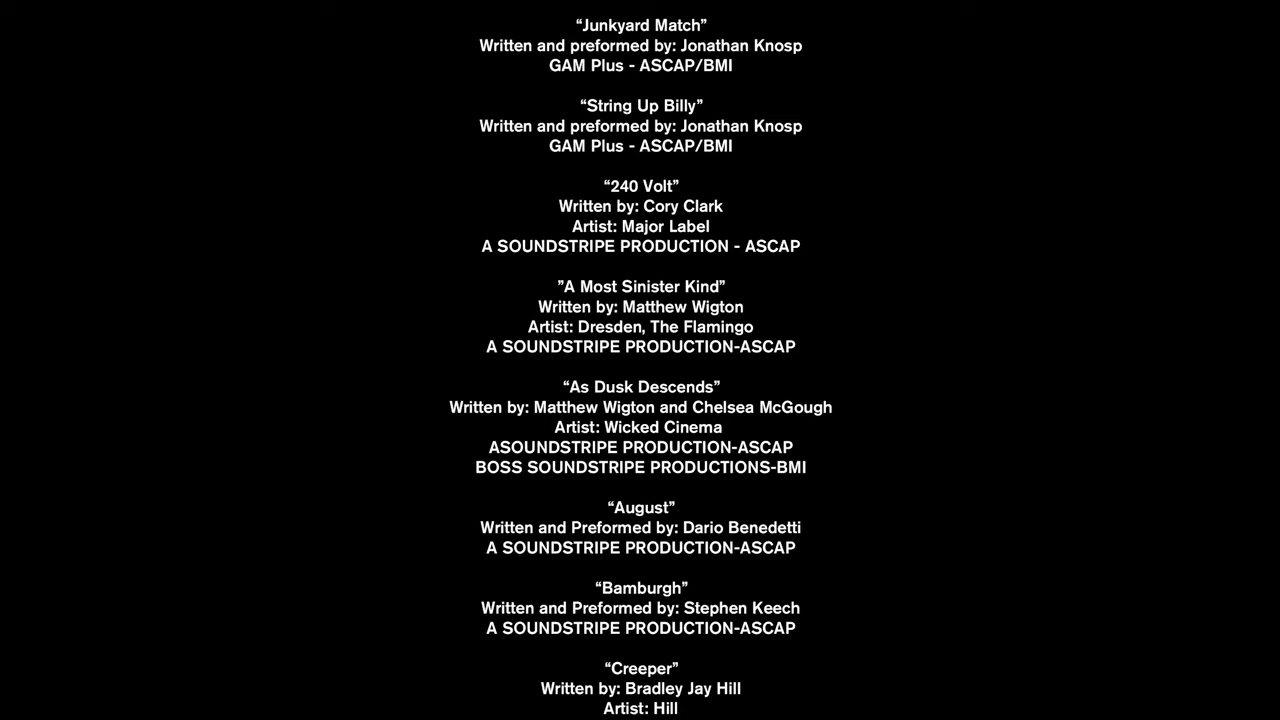 “Junkyard Match”
Written and preformed by: Jonathan Knosp
GAM Plus - ASCAP/BMI
“String Up Billy”
Written and preformed by: Jonathan Knosp
GAM Plus - ASCAP/BMI
“240 Volt”
Written by: Cory Clark
Artist: Major Label
A SOUNDSTRIPE PRODUCTION - ASCAP
”A Most Sinister Kind”
Written by: Matthew Wigton
Artist: Dresden, The Flamingo
A SOUNDSTRIPE PRODUCTION-ASCAP
“As Dusk Descends”
Written by: Matthew Wigton and Chelsea McGough
Artist: Wicked Cinema
ASOUNDSTRIPE PRODUCTION-ASCAP
BOSS SOUNDSTRIPE PRODUCTIONS-BMI
“August”
Written and Preformed by: Dario Benedetti
A SOUNDSTRIPE PRODUCTION-ASCAP
“Bamburgh”
Written and Preformed by: Stephen Keech
A SOUNDSTRIPE PRODUCTION-ASCAP
“Creeper”
Written by: Bradley Jay Hill
Artist: Hill